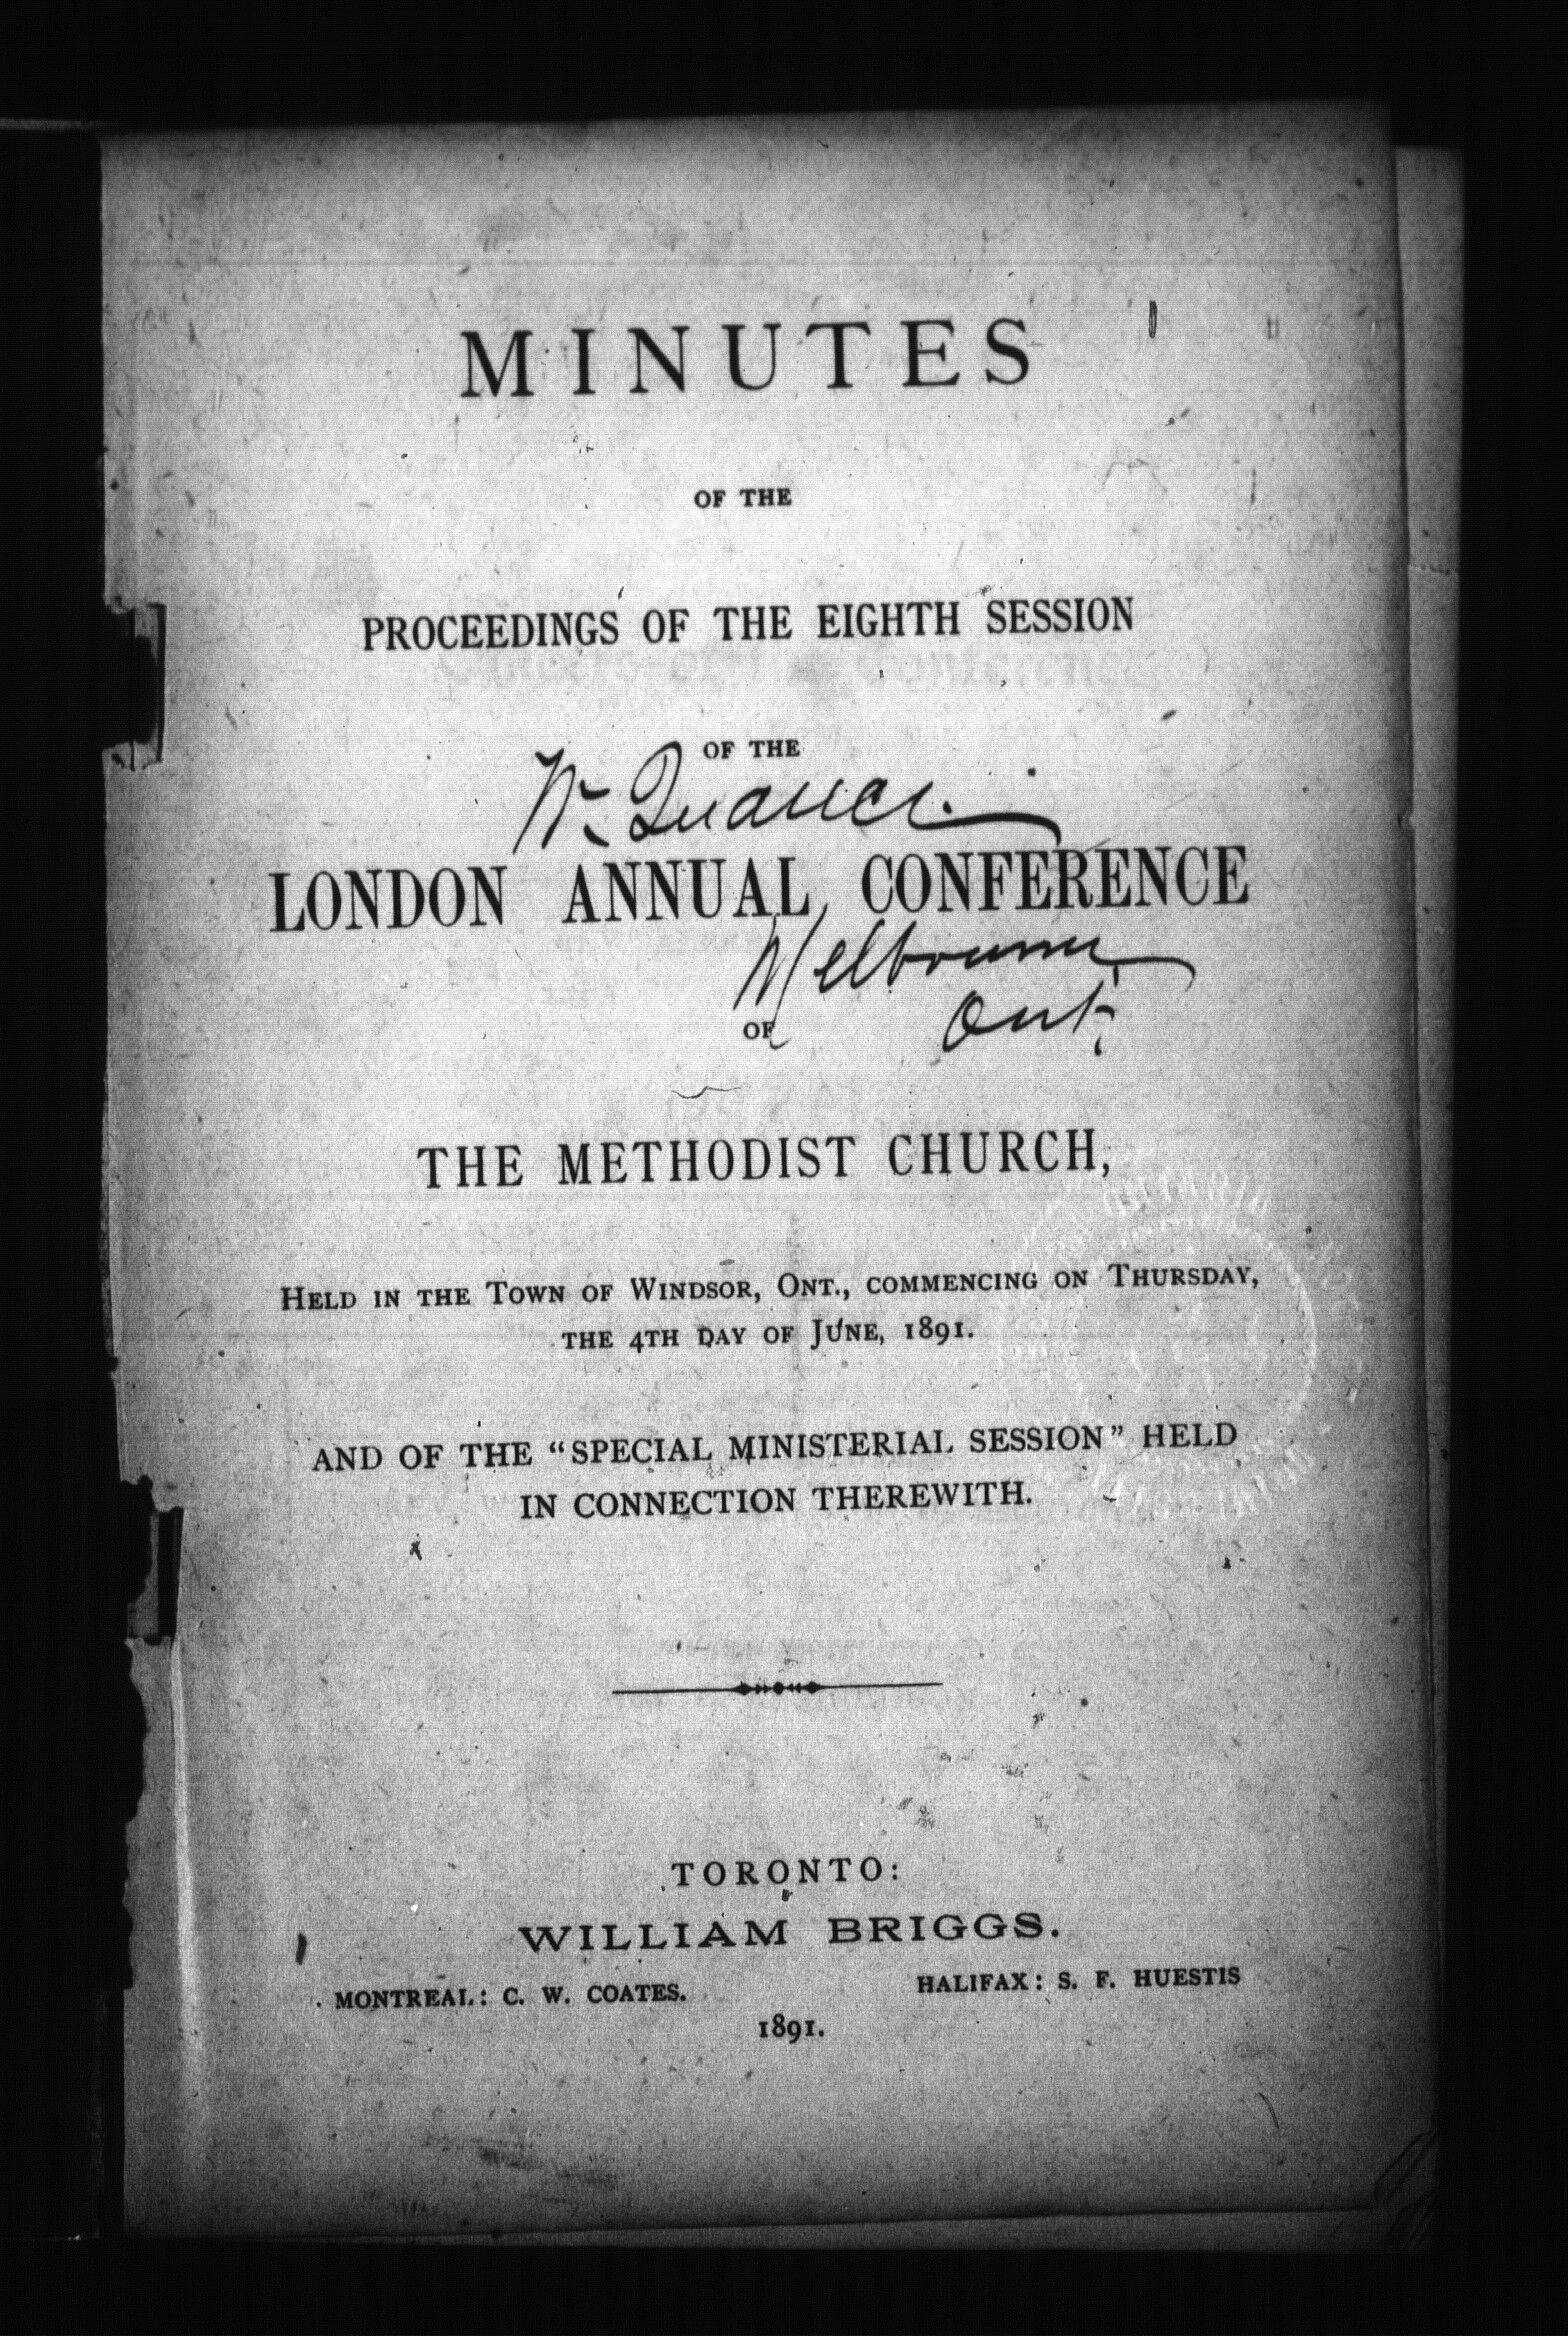 MINUTES
OF THE
PROCEEDINGS OF THE EIGHTH SESSION
OF THE
W.
LONDON ANNUAL CONFERENCE
Melbourne
OF
Ont.
THE METHODIST CHURCH,
HELD IN THE TOWN OF WINDSOR, ONT., COMMENCING ON THURSDAY,
THE 4TH DAY OF JUNE, 1891.
AND OF THE “SPECIAL MINISTERIAL SESSION” HELD
IN CONNECTION THEREWITH.
TORONTO:
WILLIAM BRIGGS.
MONTREAL: C. W. COATES. HALIFAX: S. F. HUESTIS
1891.